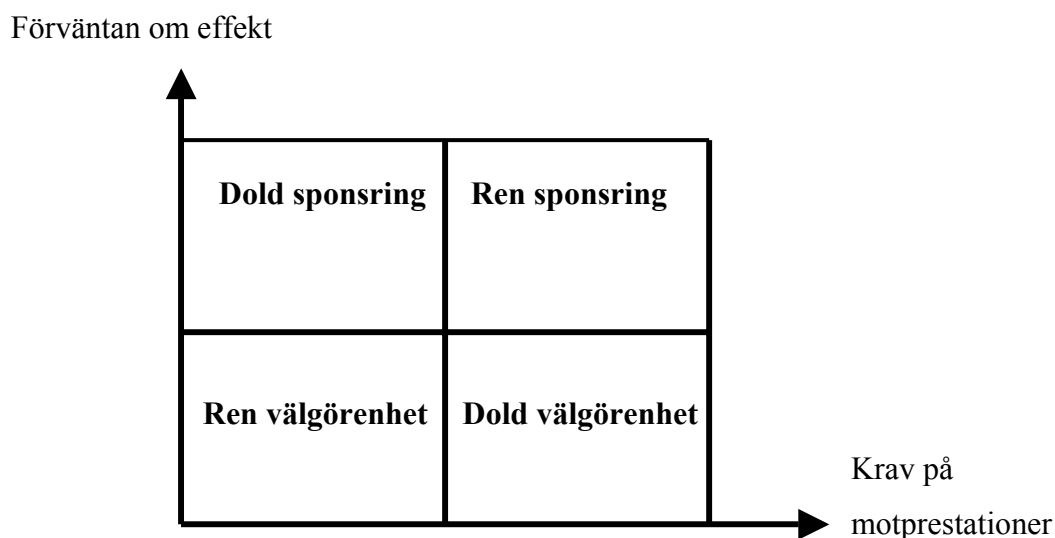 Förväntan om effekt
Dold sponsring
Ren sponsring
Ren välgörenhet
Dold välgörenhet
Krav på
motprestationer